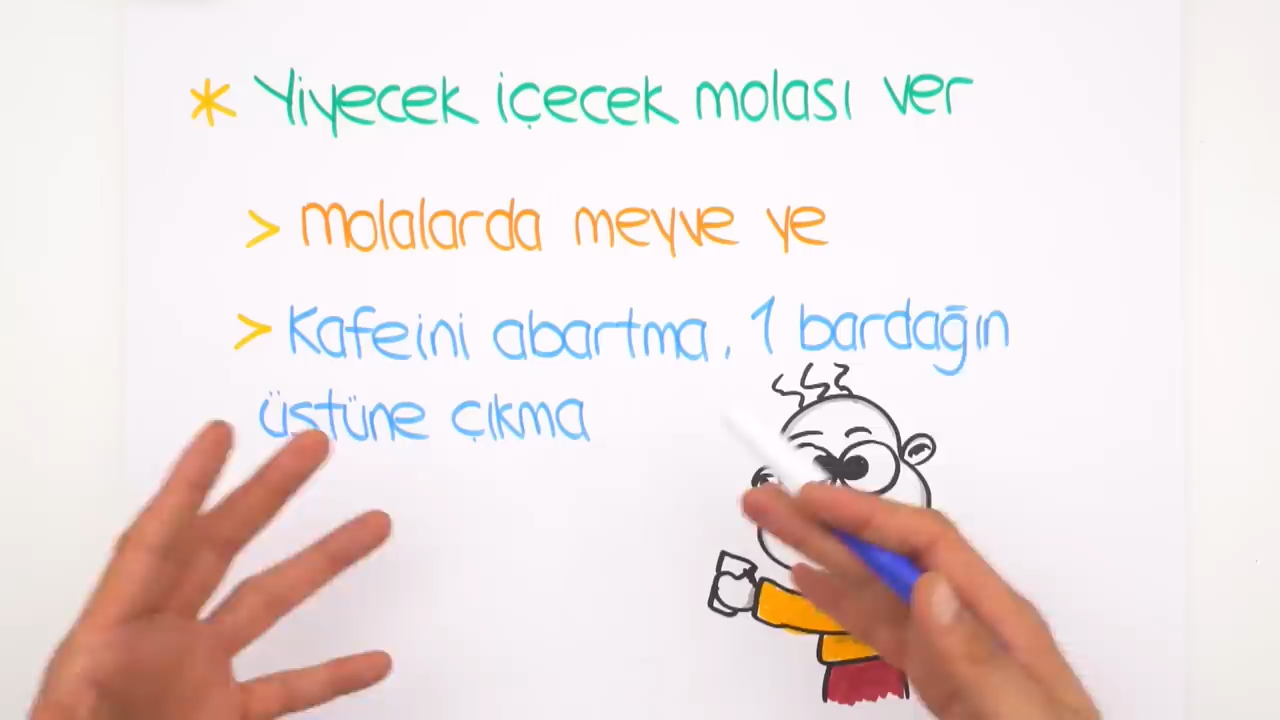 * Yiyecek içecek molası ver
> Molalarda meyve ye
> Kafeini abartma, 1 bardağın
üstüne çıkma